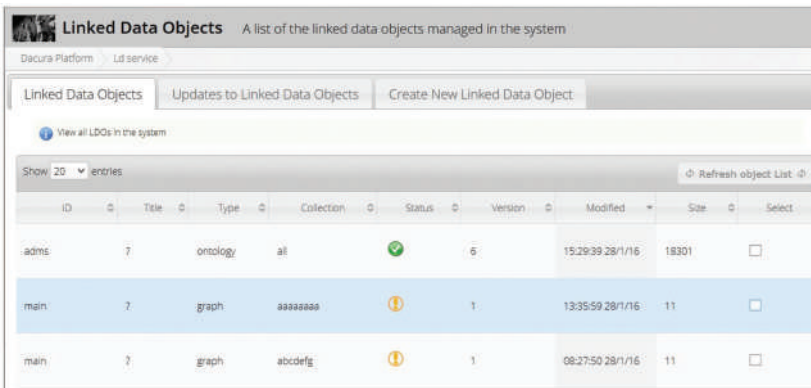 Linked Data Objects A list of the linked data objects managed in the system
Dacura Platform Ld service
Linked Data Objects Updates to Linked Data Objects Create New Linked Data Object
View all LDOs in the system
Show 20 entries Refresh object List
ID Title Type Collection Status Version Modified Size Select
adms ? ontology all 6 15:29:39 28/1/16 18301
main ? graph aaaaaaaa 1 13:35:59 28/1/16 11
main ? graph abcdefg 1 08:27:50 28/1/16 11